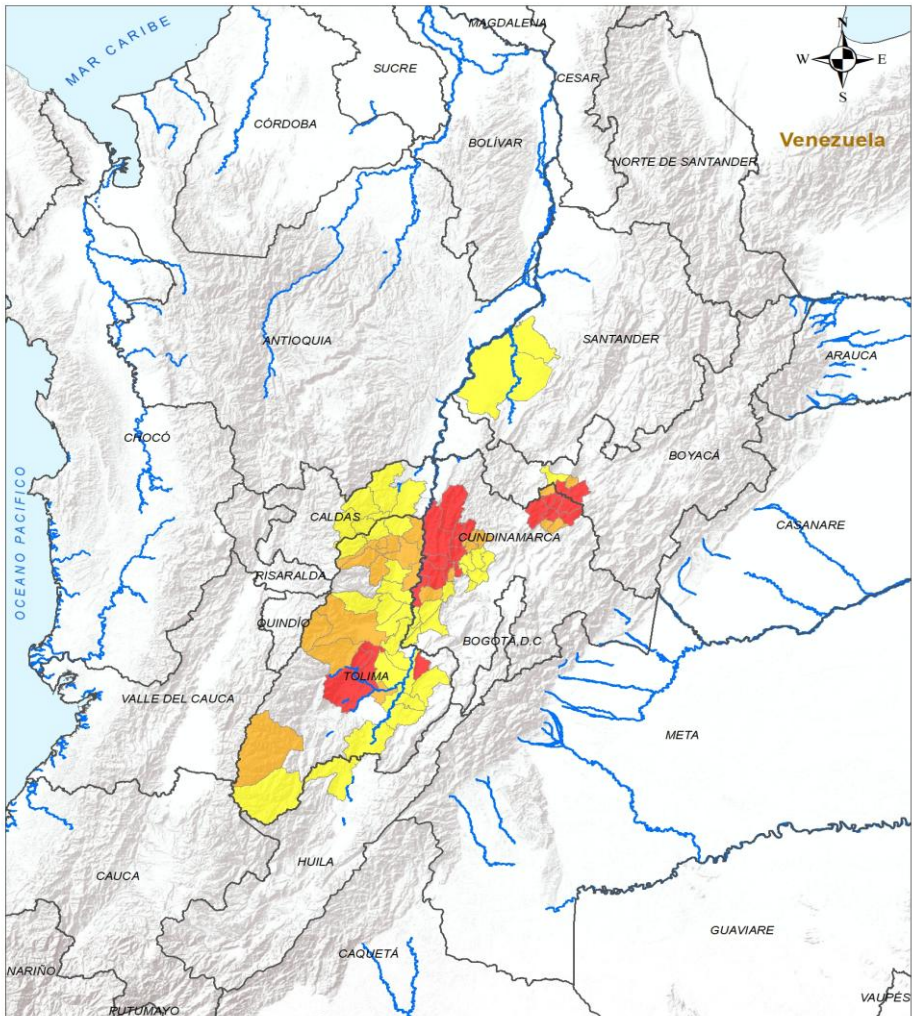 MAGDALENA
N
MAR CARIBE
W
E
SUCRE
CESAR
S
CÓRDOBA
BOLÍVAR
Venezuela
NORTE DE SANTANDER
ANTIOQUIA
SANTANDER
ARAUCA
CHOCÓ
BOYACÁ
OCEANO PACIFICO
CALDAS
CASANARE
CUNDINAMARCA
RISARALDA
QUINDÍO
BOGOTÁ,D.C
TOLIMA
VALLE DEL CAUCA
META
HUILA
CAUCA
GUAVIARE
CAQUETÁ
NARIÑO
VAUPÉS
PUTUMAYO